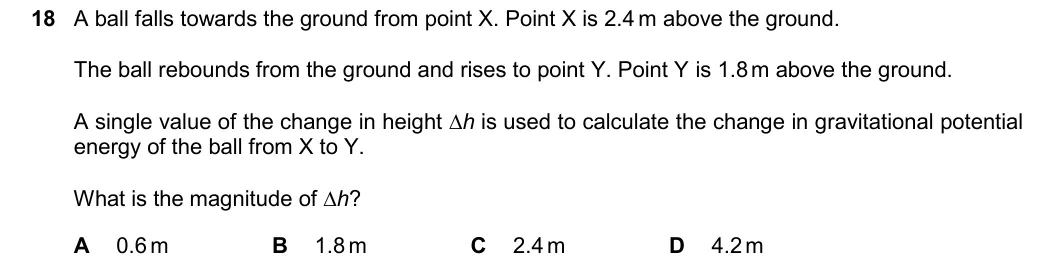 18 A ball falls towards the ground from point X. Point X is 2.4 m above the ground.
The ball rebounds from the ground and rises to point Y. Point Y is 1.8 m above the ground.
A single value of the change in height Δh is used to calculate the change in gravitational potential
energy of the ball from X to Y.
What is the magnitude of Δh?
A 0.6 m B 1.8 m C 2.4 m D 4.2 m